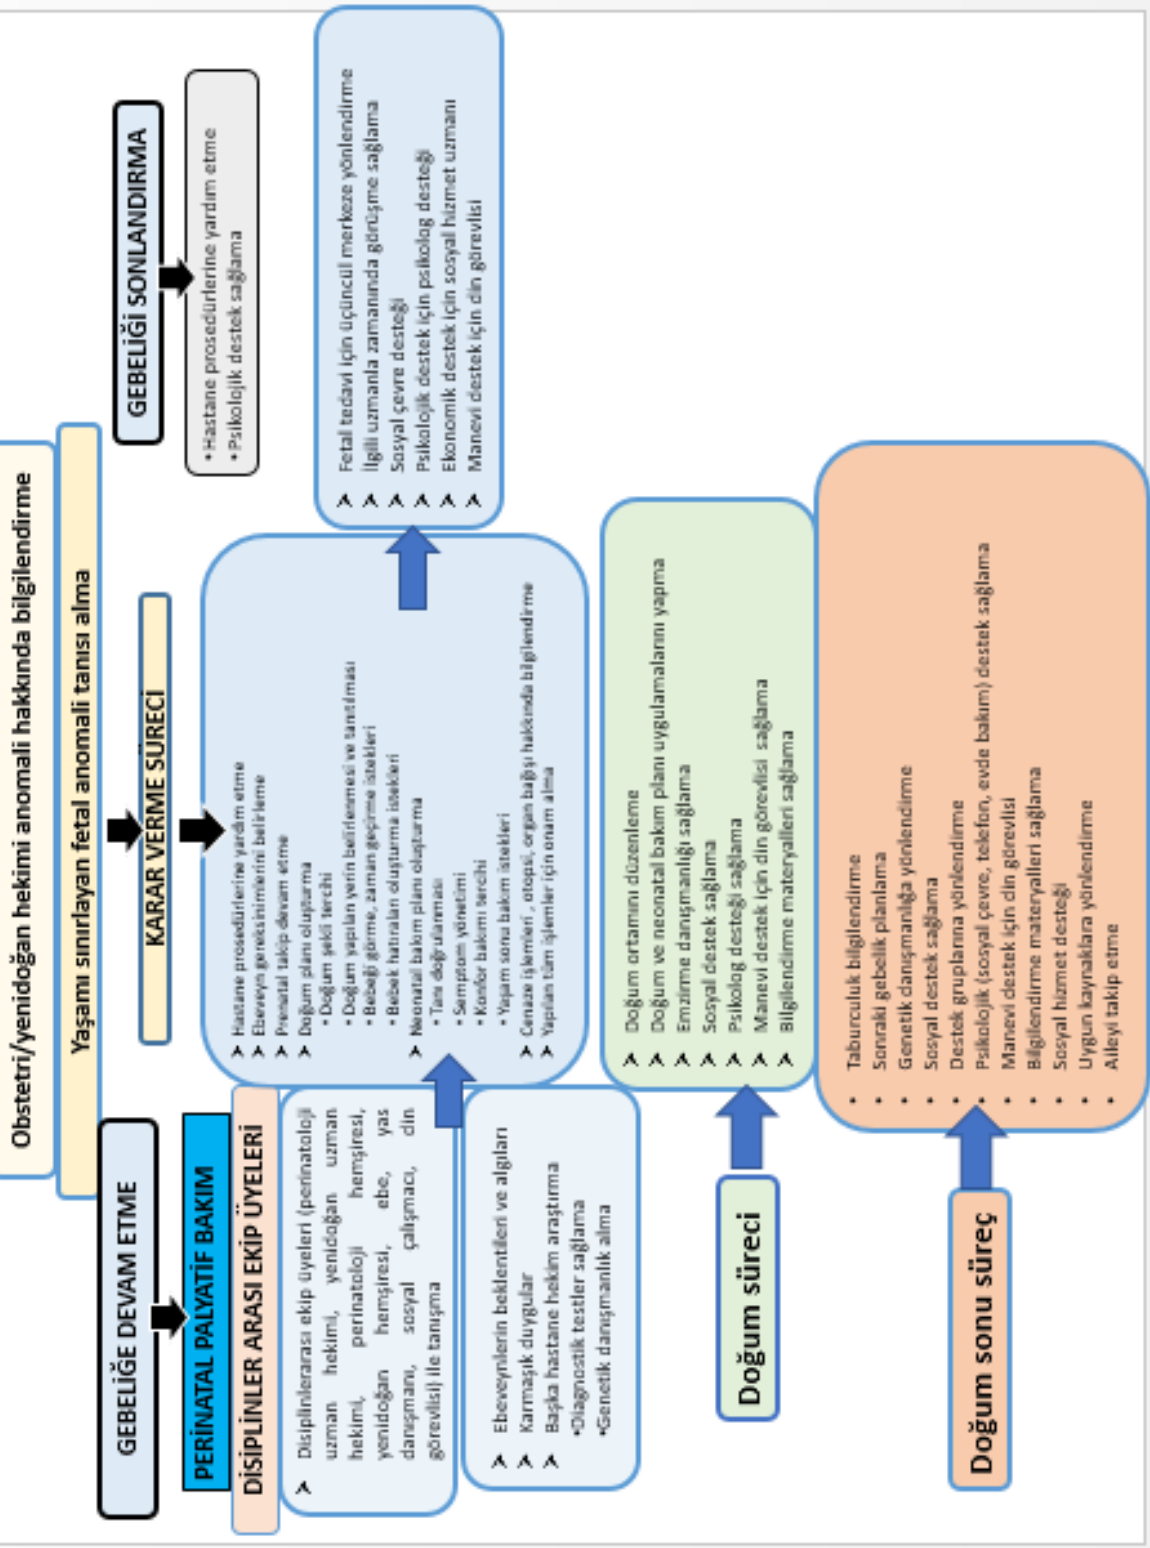 Obstetri/yenidoğan hekimi anomali hakkında bilgilendirme
Yaşamı sınırlayan fetal anomali tanısı alma
GEBELİĞE DEVAM ETME
KARAR VERME SÜRECİ
GEBELİĞİ SONLANDIRMA
• Hastane prosedürlerine yardım etme
• Psikolojik destek sağlama
PERİNATAL PALYATİF BAKIM
DİSİPLİNLER ARASI EKİP ÜYELERİ
➢ Disiplinlerarası ekip üyeleri (perinatoloji
uzman hekimi, yenidoğan uzman
hekimi, perinatoloji hemşiresi,
yenidoğan hemşiresi, ebe, yas
danışmanı, sosyal çalışmacı, din
görevlisi) ile tanışma
➢ Ebeveynlerin beklentileri ve algıları
➢ Karmaşık duygular
➢ Başka hastane hekim araştırma
•Diagnostik testler sağlama
•Genetik danışmanlık alma
➢ Hastane prosedürlerine yardım etme
➢ Ebeveyn gereksinimlerini belirleme
➢ Prenatal takip devam etme
➢ Doğum planı oluşturma
• Doğum şekli tercihi
• Doğum yapılan yerin belirlenmesi ve tanıtılması
• Bebeği görme, zaman geçirme istekleri
• Bebek hatıraları oluşturma istekleri
➢ Neonatal bakım planı oluşturma
• Tanı doğrulanması
• Semptom yönetimi
• Konfor bakımı tercihi
• Yaşam sonu bakım istekleri
➢ Cenaze işlemleri , otopsi, organ bağışı hakkında bilgilendirme
➢ Yapılan tüm işlemler için onam alma
➢ Fetal tedavi için üçüncül merkeze yönlendirme
➢ İlgili uzmanla zamanında görüşme sağlama
➢ Sosyal çevre desteği
➢ Psikolojik destek için psikolog desteği
➢ Ekonomik destek için sosyal hizmet uzmanı
➢ Manevi destek için din görevlisi
Doğum süreci
➢ Doğum ortamını düzenleme
➢ Doğum ve neonatal bakım planı uygulamalarını yapma
➢ Emzirme danışmanlığı sağlama
➢ Sosyal destek sağlama
➢ Psikolog desteği sağlama
➢ Manevi destek için din görevlisi sağlama
➢ Bilgilendirme materyalleri sağlama
Doğum sonu süreç
• Taburculuk bilgilendirme
• Sonraki gebelik planlama
• Genetik danışmanlığa yönlendirme
• Sosyal destek sağlama
• Destek gruplarına yönlendirme
• Psikolojik (sosyal çevre, telefon, evde bakım) destek sağlama
• Manevi destek için din görevlisi
• Bilgilendirme materyalleri sağlama
• Sosyal hizmet desteği
• Uygun kaynaklara yönlendirme
• Aileyi takip etme